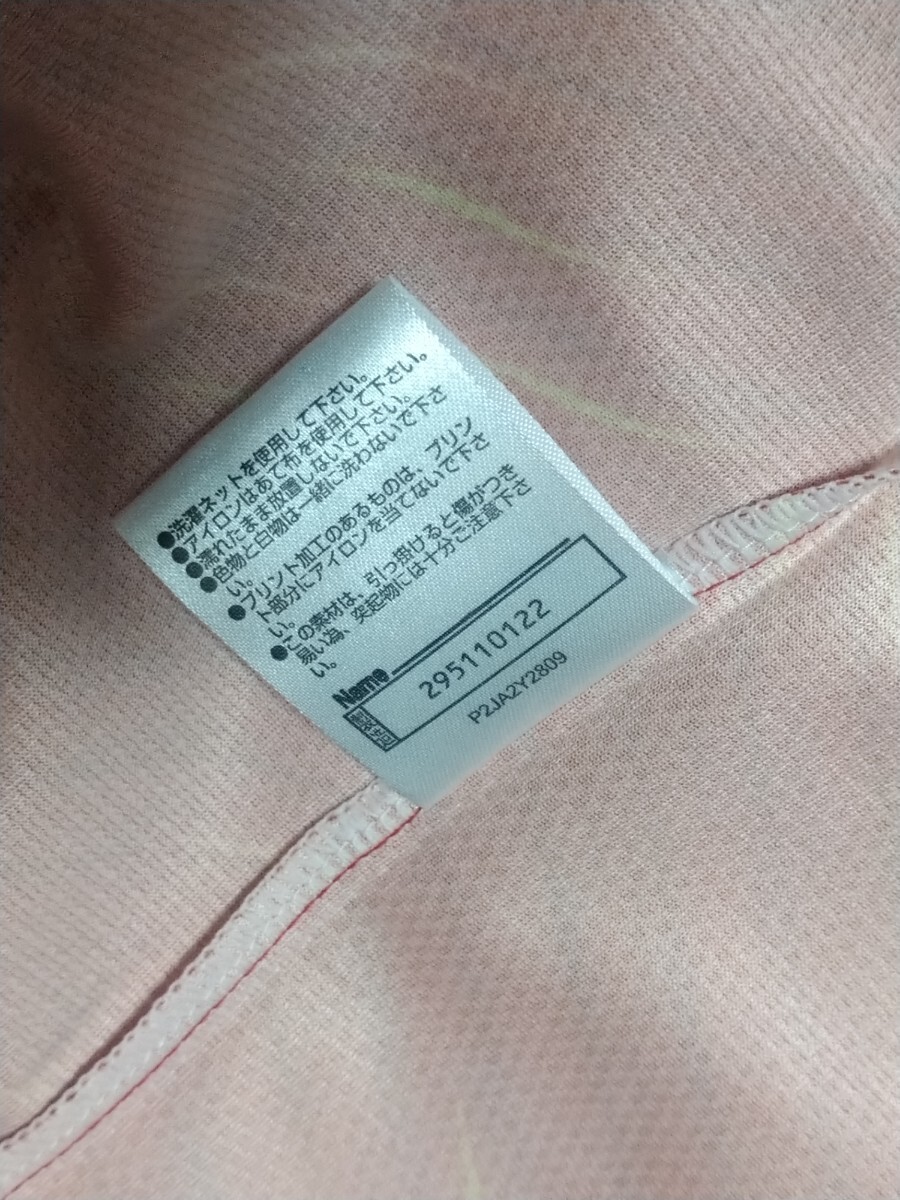 ●洗濯ネットを使用して下さい。
●アイロンはあて布を使用して下さい。
●濡れたまま放置しないで下さい。
●色物と白物は一緒に洗わないで下さ
い。
●プリント加工のあるものは、プリン
ト部分にアイロンを当てないで下さ
い。
●この素材は、引っ掛けると傷がつき
易い為、突起物には十分ご注意下さ
い。
Name
295110122
P2JA2Y2809